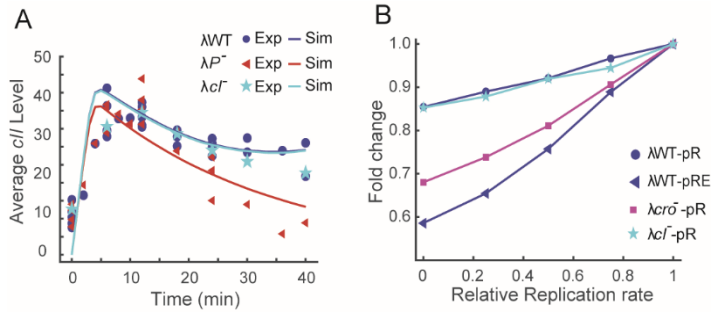 A
λWT ● Exp — Sim
λP⁻ ◀ Exp — Sim
λcI⁻ ★ Exp — Sim
Average cII Level
50
40
30
20
10
0
0
10
20
30
40
Time (min)
B
Fold change
1.0
0.9
0.8
0.7
0.6
λWT-pR
λWT-pRE
λcro⁻-pR
λcI⁻-pR
0
0.2
0.4
0.6
0.8
1
Relative Replication rate